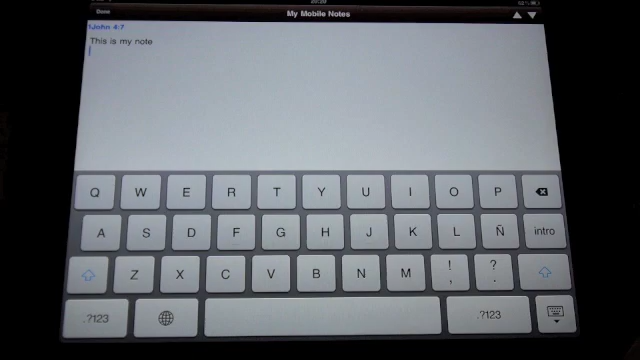 Done My Mobile Notes
1John 4:7
This is my note
Q W E R T Y U I O P
A S D F G H J K L Ñ intro
Z X C V B N M ! , ? .
.?123 .?123